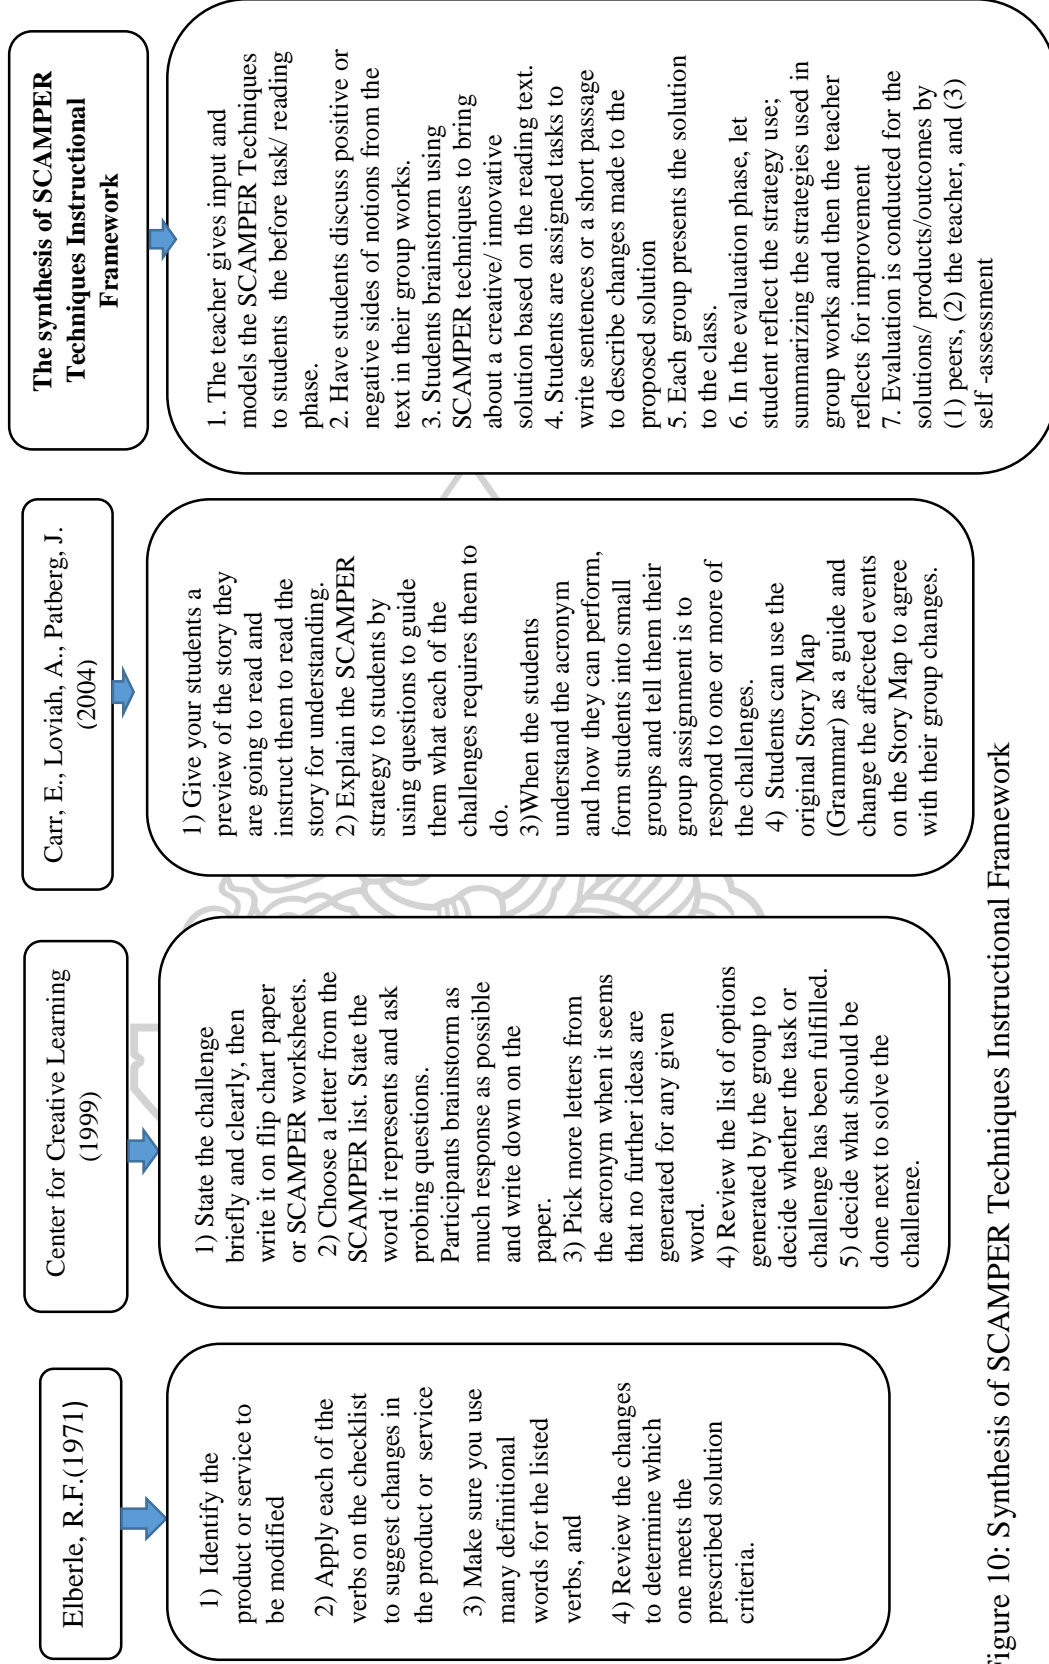 Elberle, R.F.(1971)
1) Identify the
product or service to
be modified
2) Apply each of the
verbs on the checklist
to suggest changes in
the product or service
3) Make sure you use
many definitional
words for the listed
verbs, and
4) Review the changes
to determine which
one meets the
prescribed solution
criteria.
Center for Creative Learning
(1999)
1) State the challenge
briefly and clearly, then
write it on flip chart paper
or SCAMPER worksheets.
2) Choose a letter from the
SCAMPER list. State the
word it represents and ask
probing questions.
Participants brainstorm as
much response as possible
and write down on the
paper.
3) Pick more letters from
the acronym when it seems
that no further ideas are
generated for any given
word.
4) Review the list of options
generated by the group to
decide whether the task or
challenge has been fulfilled.
5) decide what should be
done next to solve the
challenge.
Carr, E., Loviah, A., Patberg, J.
(2004)
1) Give your students a
preview of the story they
are going to read and
instruct them to read the
story for understanding.
2) Explain the SCAMPER
strategy to students by
using questions to guide
them what each of the
challenges requires them to
do.
3)When the students
understand the acronym
and how they can perform,
form students into small
groups and tell them their
group assignment is to
respond to one or more of
the challenges.
4) Students can use the
original Story Map
(Grammar) as a guide and
change the affected events
on the Story Map to agree
with their group changes.
The synthesis of SCAMPER
Techniques Instructional
Framework
1. The teacher gives input and
models the SCAMPER Techniques
to students the before task/ reading
phase.
2. Have students discuss positive or
negative sides of notions from the
text in their group works.
3. Students brainstorm using
SCAMPER techniques to bring
about a creative/ innovative
solution based on the reading text.
4. Students are assigned tasks to
write sentences or a short passage
to describe changes made to the
proposed solution
5. Each group presents the solution
to the class.
6. In the evaluation phase, let
student reflect the strategy use;
summarizing the strategies used in
group works and then the teacher
reflects for improvement
7. Evaluation is conducted for the
solutions/ products/outcomes by
(1) peers, (2) the teacher, and (3)
self -assessment
Figure 10: Synthesis of SCAMPER Techniques Instructional Framework